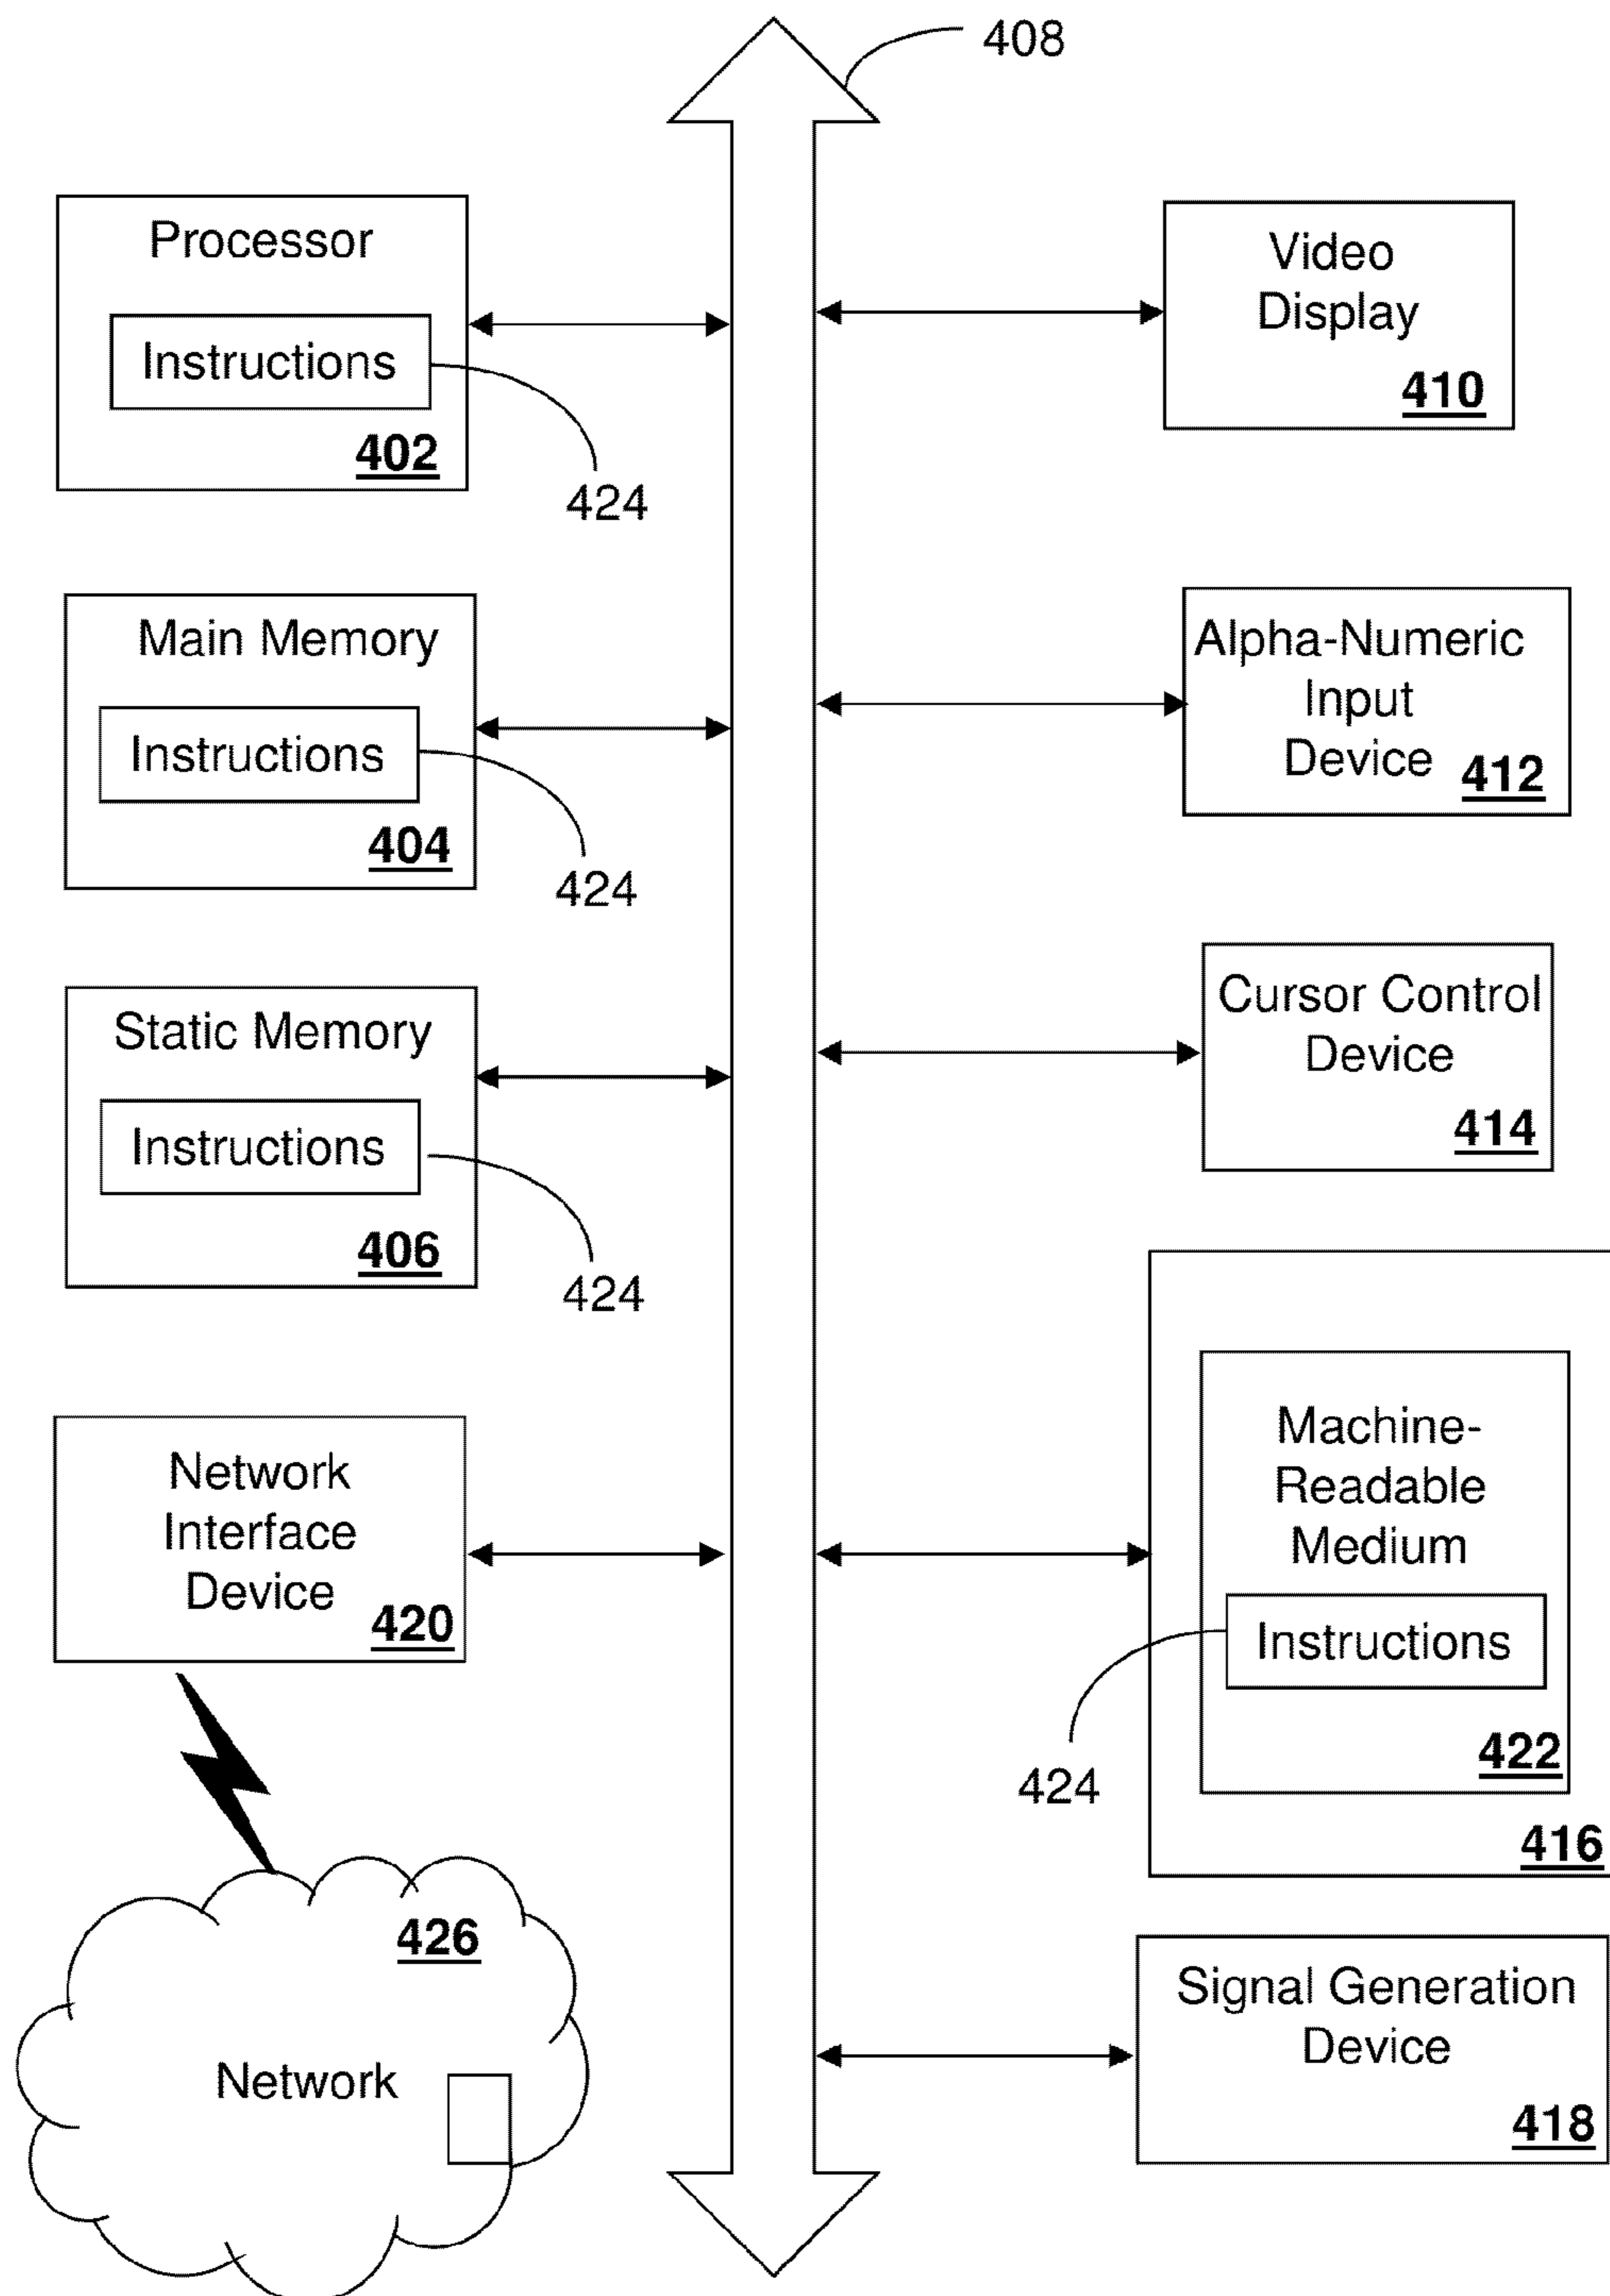 408
Processor
Instructions
402
424
Main Memory
Instructions
404
424
Static Memory
Instructions
406
424
Network
Interface
Device
420
426
Network
Video
Display
410
Alpha-Numeric
Input
Device
412
Cursor Control
Device
414
Machine-
Readable
Medium
Instructions
422
424
416
Signal Generation
Device
418